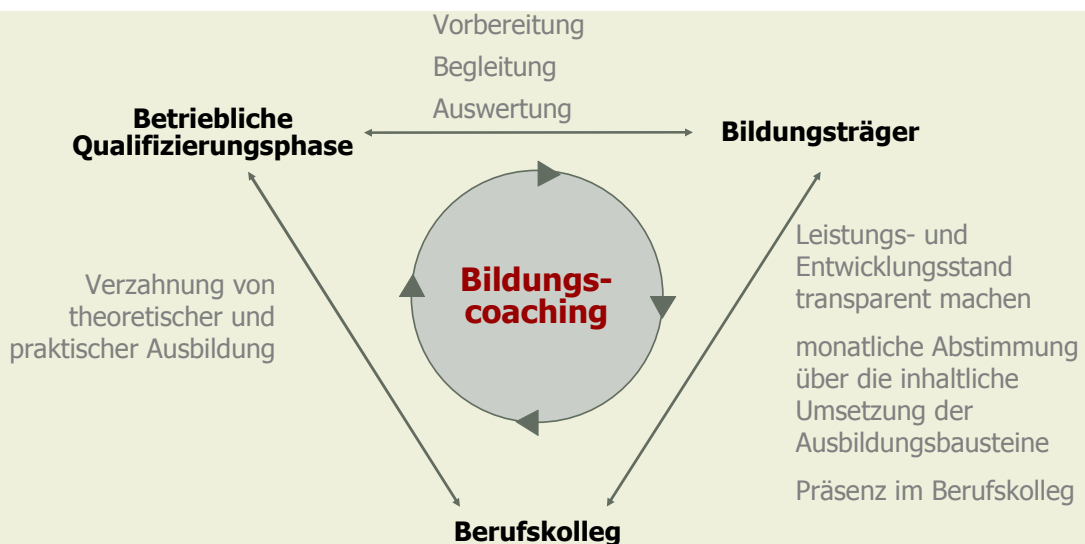 Vorbereitung
Begleitung
Auswertung
Betriebliche
Qualifizierungsphase
Bildungsträger
Bildungs-
coaching
Verzahnung von
theoretischer und
praktischer Ausbildung
Leistungs- und
Entwicklungsstand
transparent machen
monatliche Abstimmung
über die inhaltliche
Umsetzung der
Ausbildungsbausteine
Präsenz im Berufskolleg
Berufskolleg